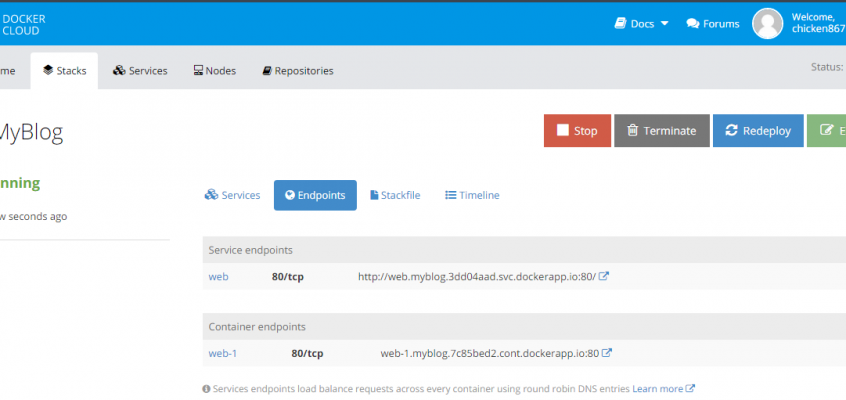 DOCKER
CLOUD
Docs
Forums
Welcome,
chicken867
me
Stacks
Services
Nodes
Repositories
Status:
MyBlog
Stop
Terminate
Redeploy
E
nning
w seconds ago
Services
Endpoints
Stackfile
Timeline
Service endpoints
web 80/tcp http://web.myblog.3dd04aad.svc.dockerapp.io:80/
Container endpoints
web-1 80/tcp web-1.myblog.7c85bed2.cont.dockerapp.io:80
Services endpoints load balance requests across every container using round robin DNS entries Learn more